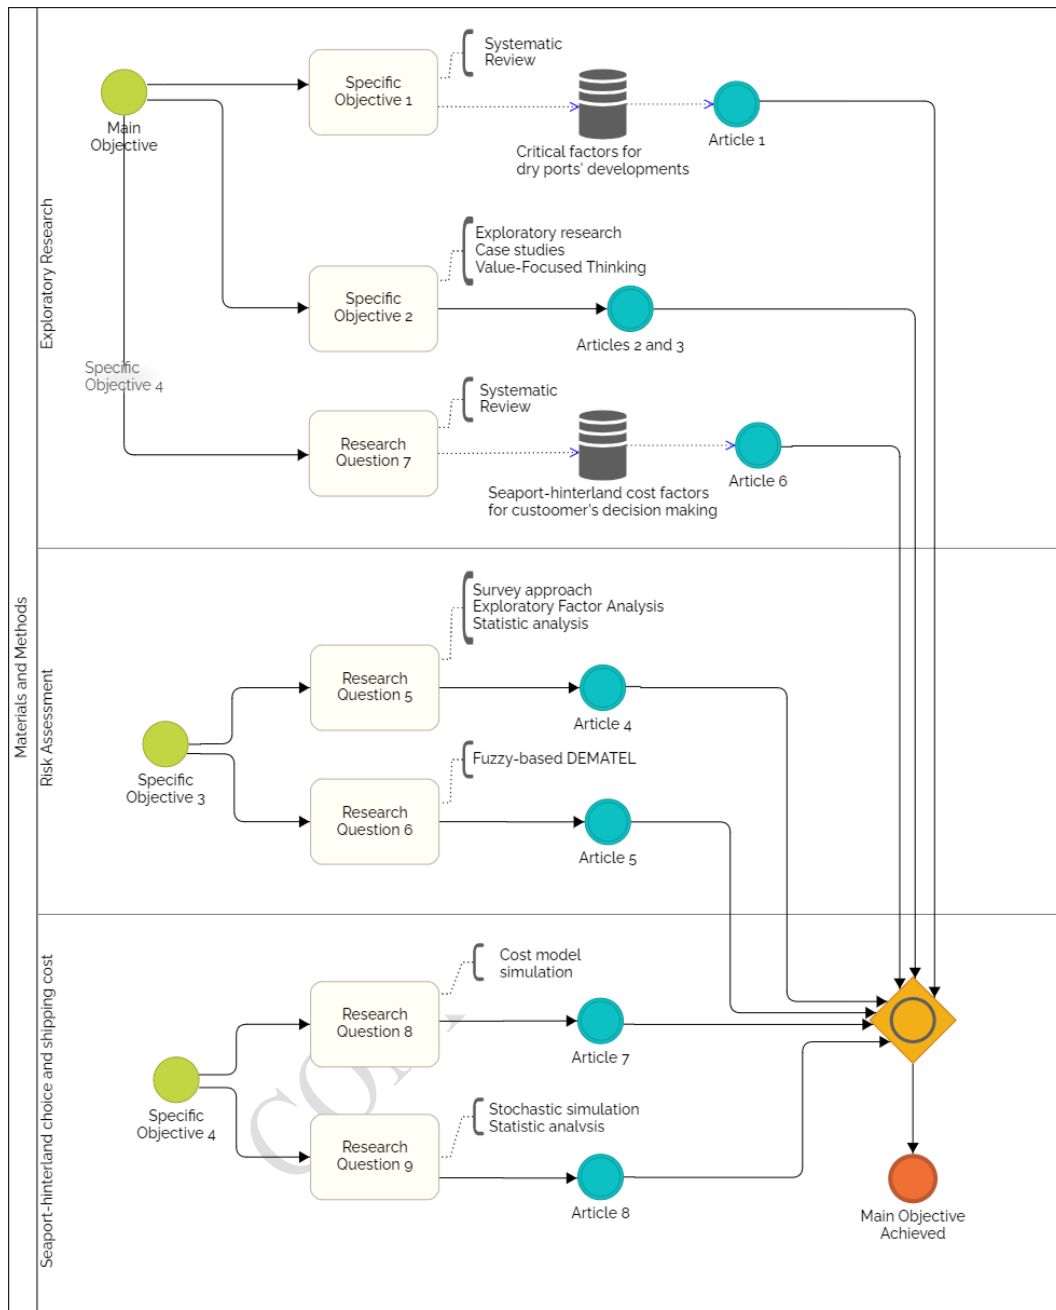 Materials and Methods
Exploratory Research
Main
Objective
Specific
Objective 1
Systematic
Review
Critical factors for
dry ports' developments
Article 1
Specific
Objective 2
Exploratory research
Case studies
Value-Focused Thinking
Articles 2 and 3
Specific
Objective 4
Research
Question 7
Systematic
Review
Seaport-hinterland cost factors
for custoomer's decision making
Article 6
Risk Assessment
Specific
Objective 3
Research
Question 5
Survey approach
Exploratory Factor Analysis
Statistic analysis
Article 4
Research
Question 6
Fuzzy-based DEMATEL
Article 5
Seaport-hinterland choice and shipping cost
Specific
Objective 4
Research
Question 8
Cost model
simulation
Article 7
Research
Question 9
Stochastic simulation
Statistic analysis
Article 8
Main Objective
Achieved